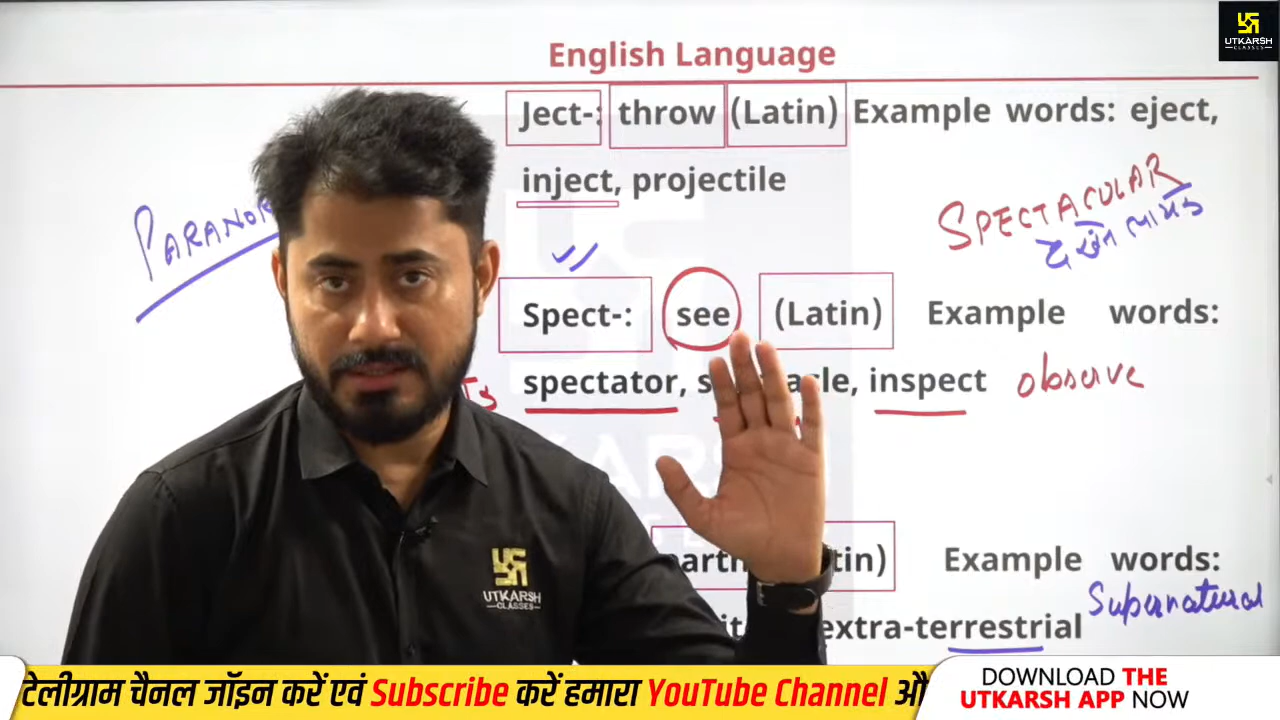 UTKARSH
CLASSES
English Language
Ject-: throw (Latin) Example words: eject,
inject, projectile
SPECTACULAR
Spect-: see (Latin) Example words:
spectator, inspect observe
Example words:
extra-terrestrial
Supernatural
UTKARSH
CLASSES
टेलीग्राम चैनल जॉइन करें एवं Subscribe करें हमारा YouTube Channel औ
DOWNLOAD THE
UTKARSH APP NOW